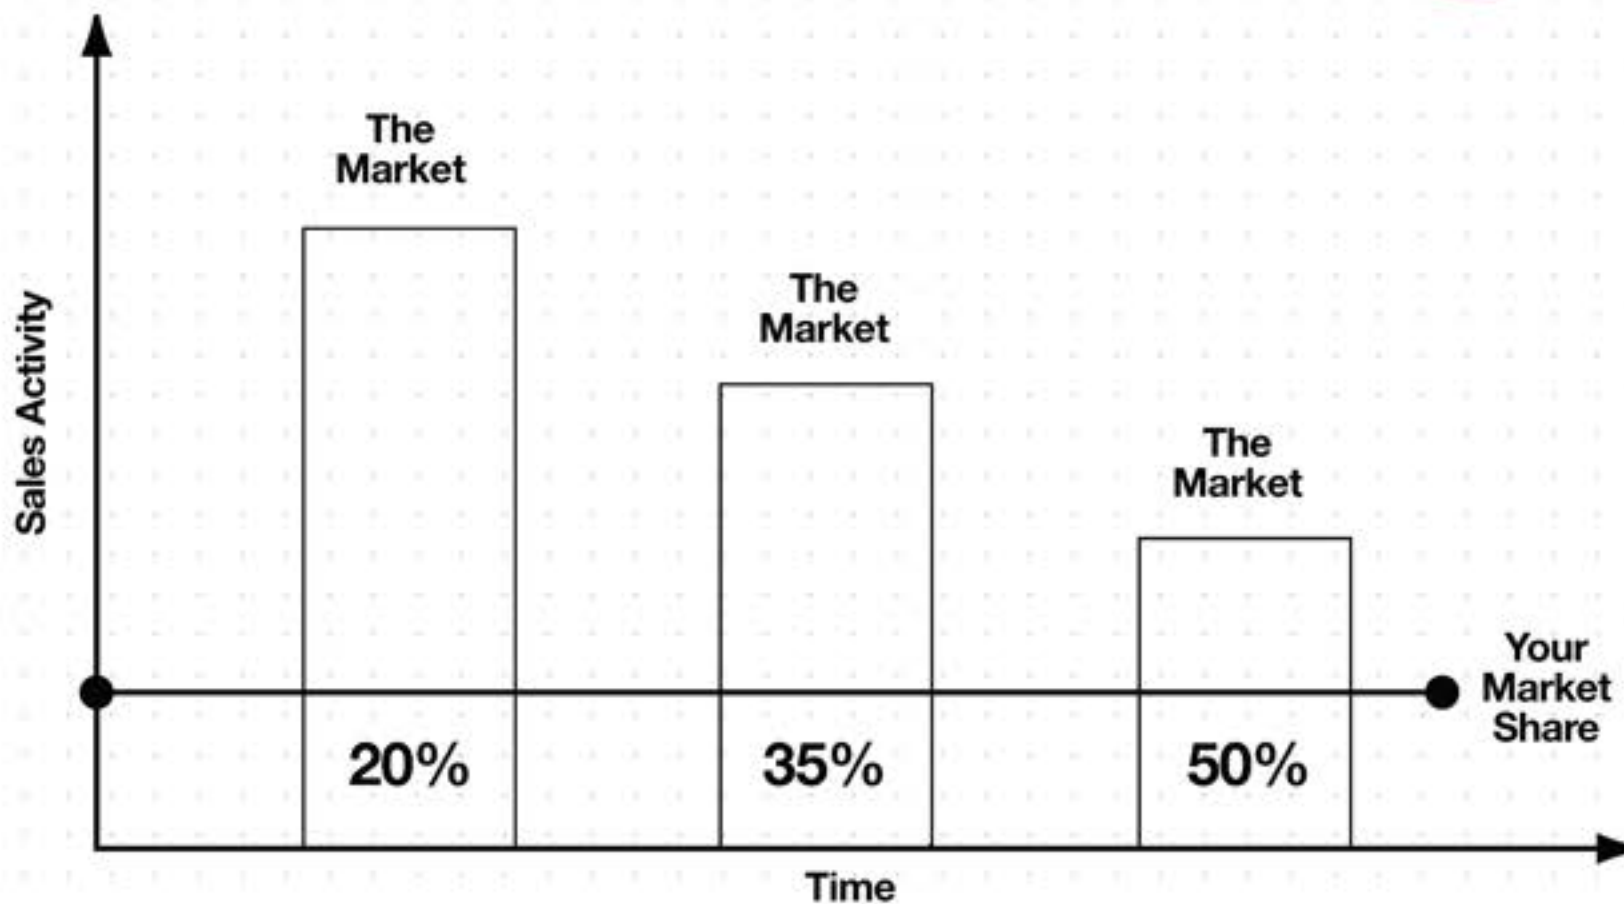 The
Market
The
Market
The
Market
Sales Activity
Your
Market
Share
20%
35%
50%
Time